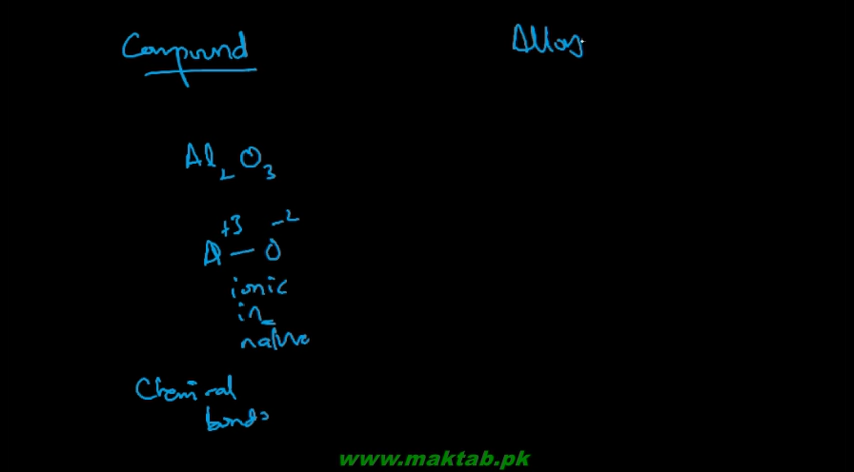 Compound
Alloy
Al2O3
+3 -2
Al — O
ionic
in
nature
Chemical
bonds
www.maktab.pk